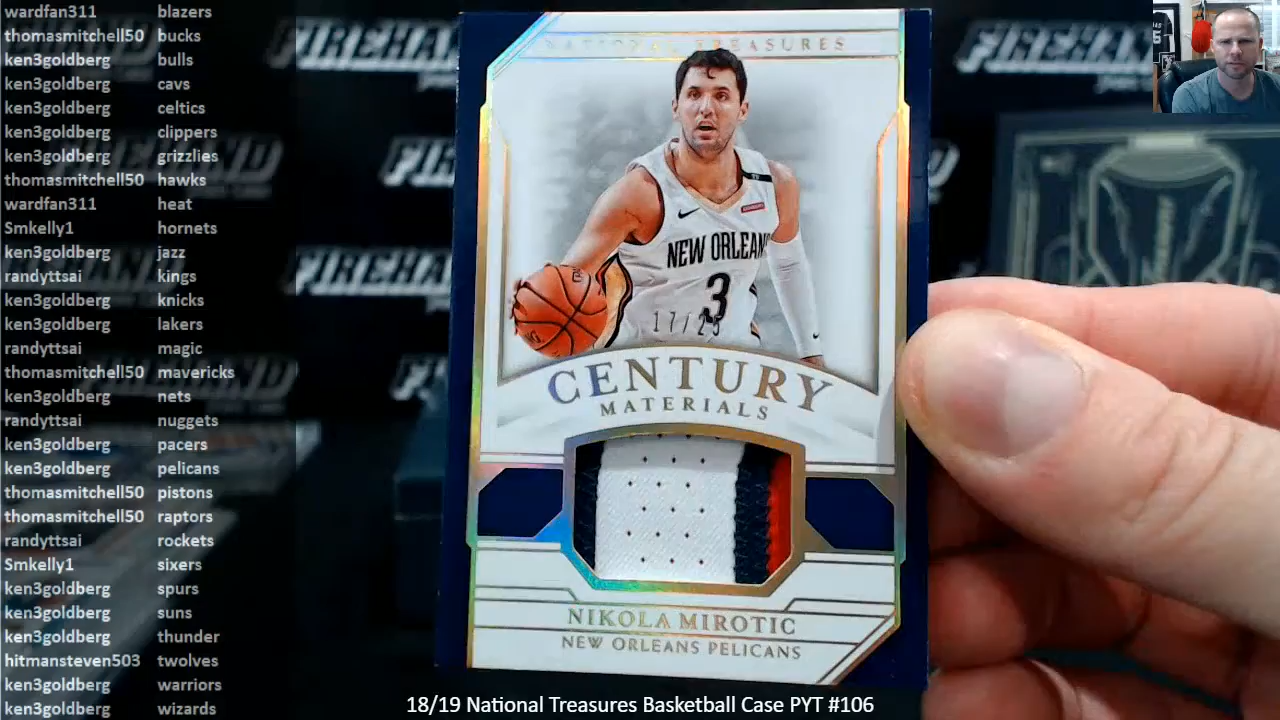 wardfan311 blazers
thomasmitchell50 bucks
ken3goldberg bulls
ken3goldberg cavs
ken3goldberg celtics
ken3goldberg clippers
ken3goldberg grizzlies
thomasmitchell50 hawks
wardfan311 heat
Smkelly1 hornets
ken3goldberg jazz
randyttsai kings
ken3goldberg knicks
ken3goldberg lakers
randyttsai magic
thomasmitchell50 mavericks
ken3goldberg nets
randyttsai nuggets
ken3goldberg pacers
ken3goldberg pelicans
thomasmitchell50 pistons
thomasmitchell50 raptors
randyttsai rockets
Smkelly1 sixers
ken3goldberg spurs
ken3goldberg suns
ken3goldberg thunder
hitmansteven503 twolves
ken3goldberg warriors
ken3goldberg wizards
NATIONAL TREASURES
NEW ORLEAN
3
17/25
CENTURY
MATERIALS
NIKOLA MIROTIC
NEW ORLEANS PELICANS
FIREHAND
18/19 National Treasures Basketball Case PYT #106